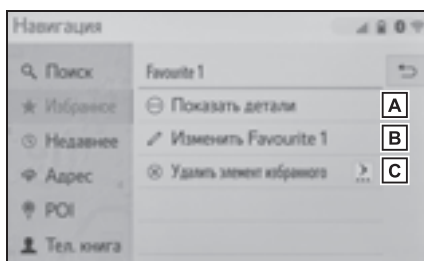 Навигация
Поиск
Избранное
Недавнее
Адрес
POI
Тел. книга
Favourite 1
Показать детали A
Изменить Favourite 1 B
Удалить элемент избранного C